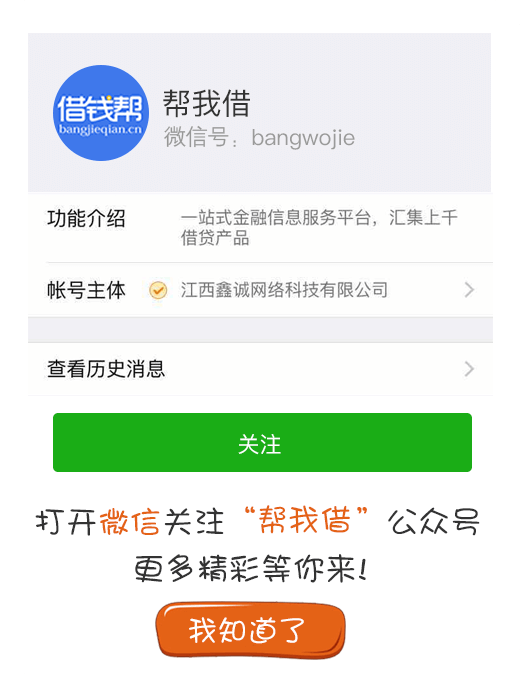 借钱帮
bangjieqian.cn
帮我借
微信号：bangwojie
功能介绍
一站式金融信息服务平台，汇集上千
借贷产品
帐号主体
江西鑫诚网络科技有限公司
查看历史消息
关注
打开微信关注“帮我借”公众号
更多精彩等你来!
我知道了